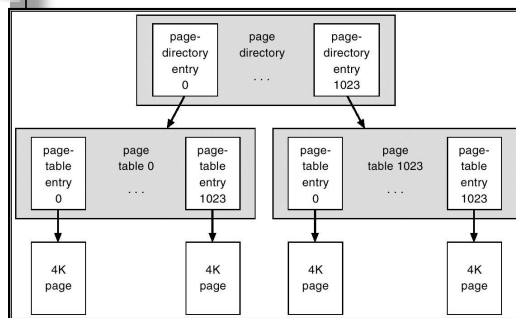 page-
directory
entry
0
page
directory
. . .
page-
directory
entry
1023
page-
table
entry
0
page
table 0
. . .
page-
table
entry
1023
page-
table
entry
0
page
table 1023
. . .
page-
table
entry
1023
4K
page
4K
page
4K
page
4K
page